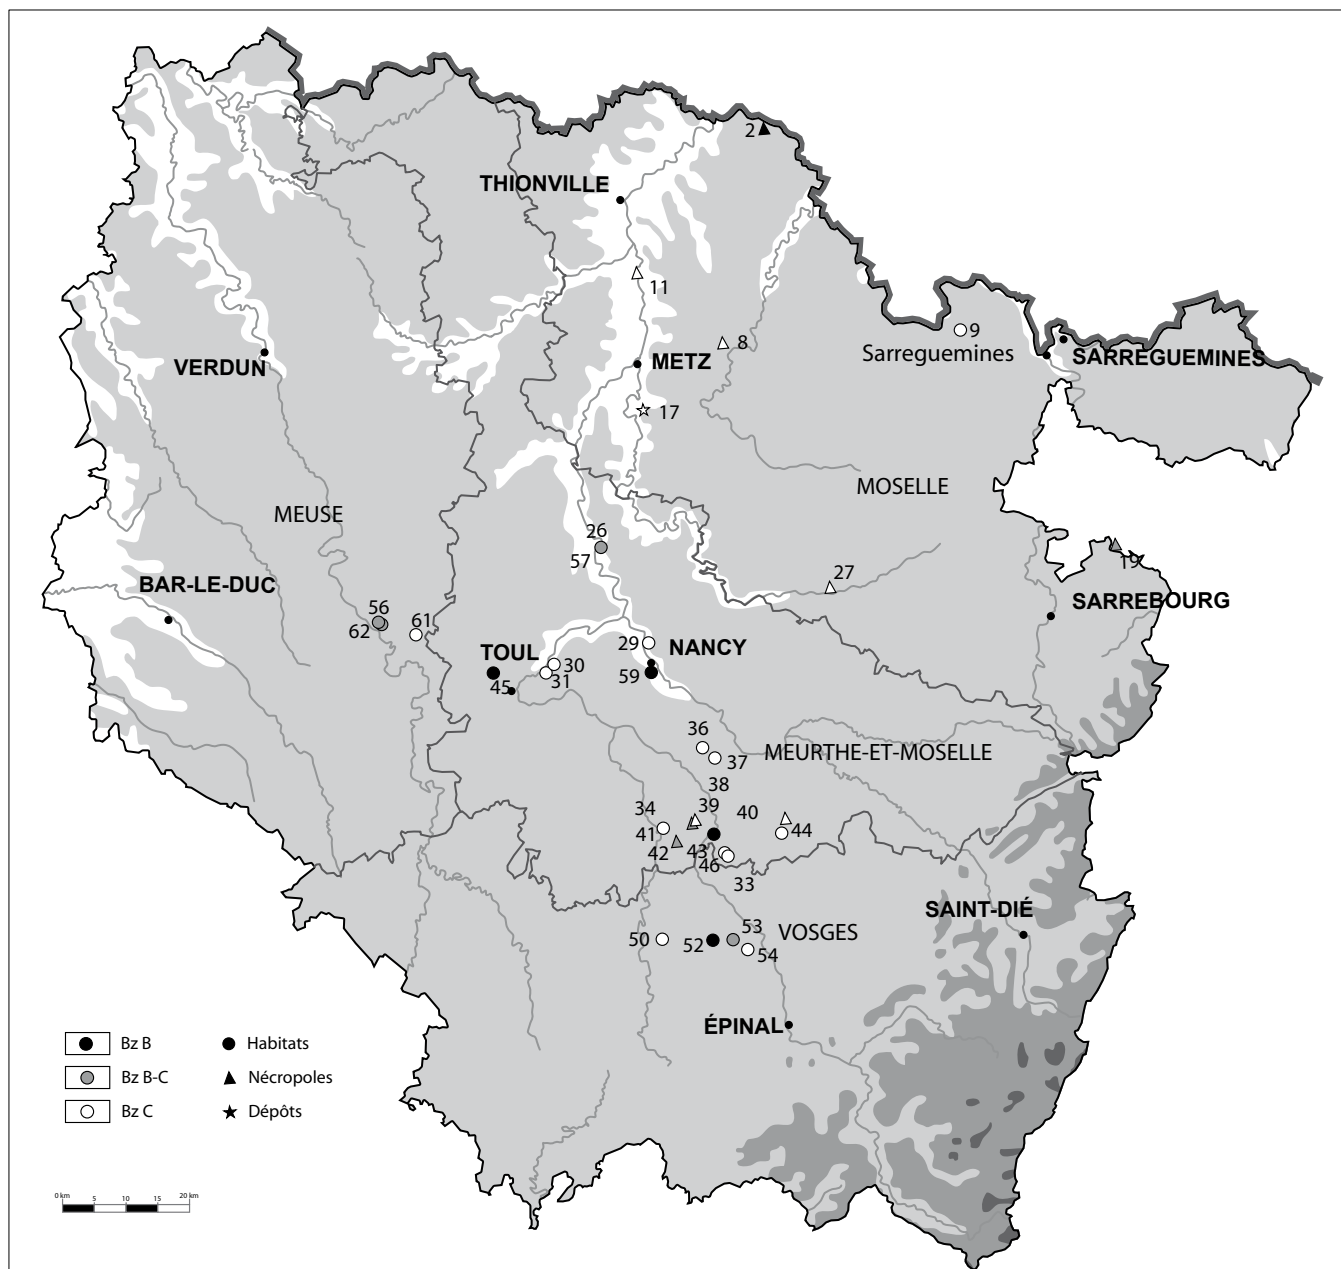 2
THIONVILLE
11
8
9
Sarreguemines
SARREGUEMINES
VERDUN
METZ
17
MOSELLE
MEUSE
26
57
19
27
BAR-LE-DUC
SARREBOURG
56
62
61
29
NANCY
TOUL
30
45
31
59
36
MEURTHE-ET-MOSELLE
37
38
34
39
40
41
44
42
43
46
33
SAINT-DIÉ
50
52
53
VOSGES
54
ÉPINAL
Bz B
Habitats
Bz B-C
Nécropoles
Bz C
Dépôts
0 km 5 10 15 20 km